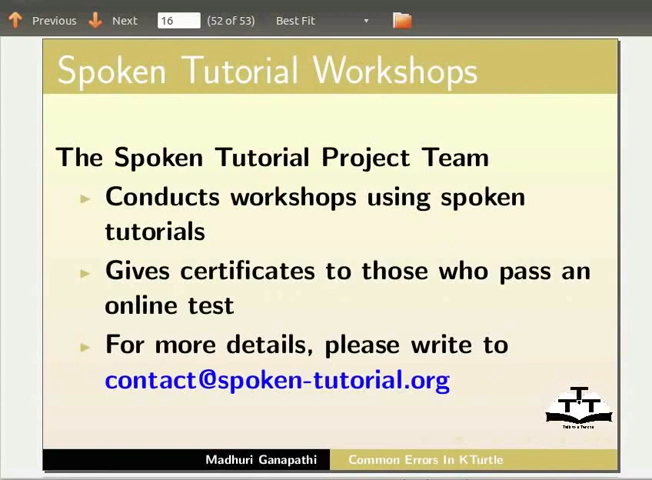 Previous Next 16 (52 of 53) Best Fit
Spoken Tutorial Workshops
The Spoken Tutorial Project Team
Conducts workshops using spoken
tutorials
Gives certificates to those who pass an
online test
For more details, please write to
contact@spoken-tutorial.org
Madhuri Ganapathi Common Errors In KTurtle